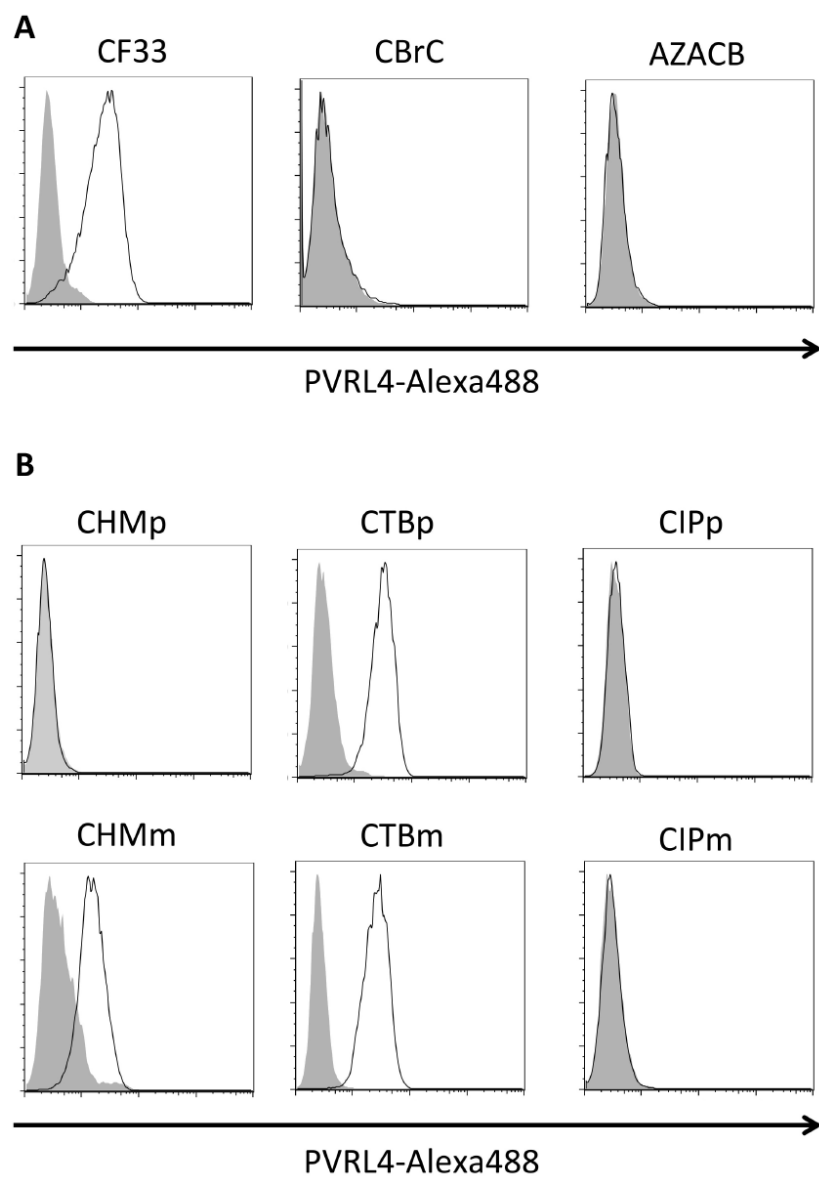 A
CF33 CBrC AZACB
PVRL4-Alexa488
B
CHMp CTBp CIPp
CHMm CTBm CIPm
PVRL4-Alexa488